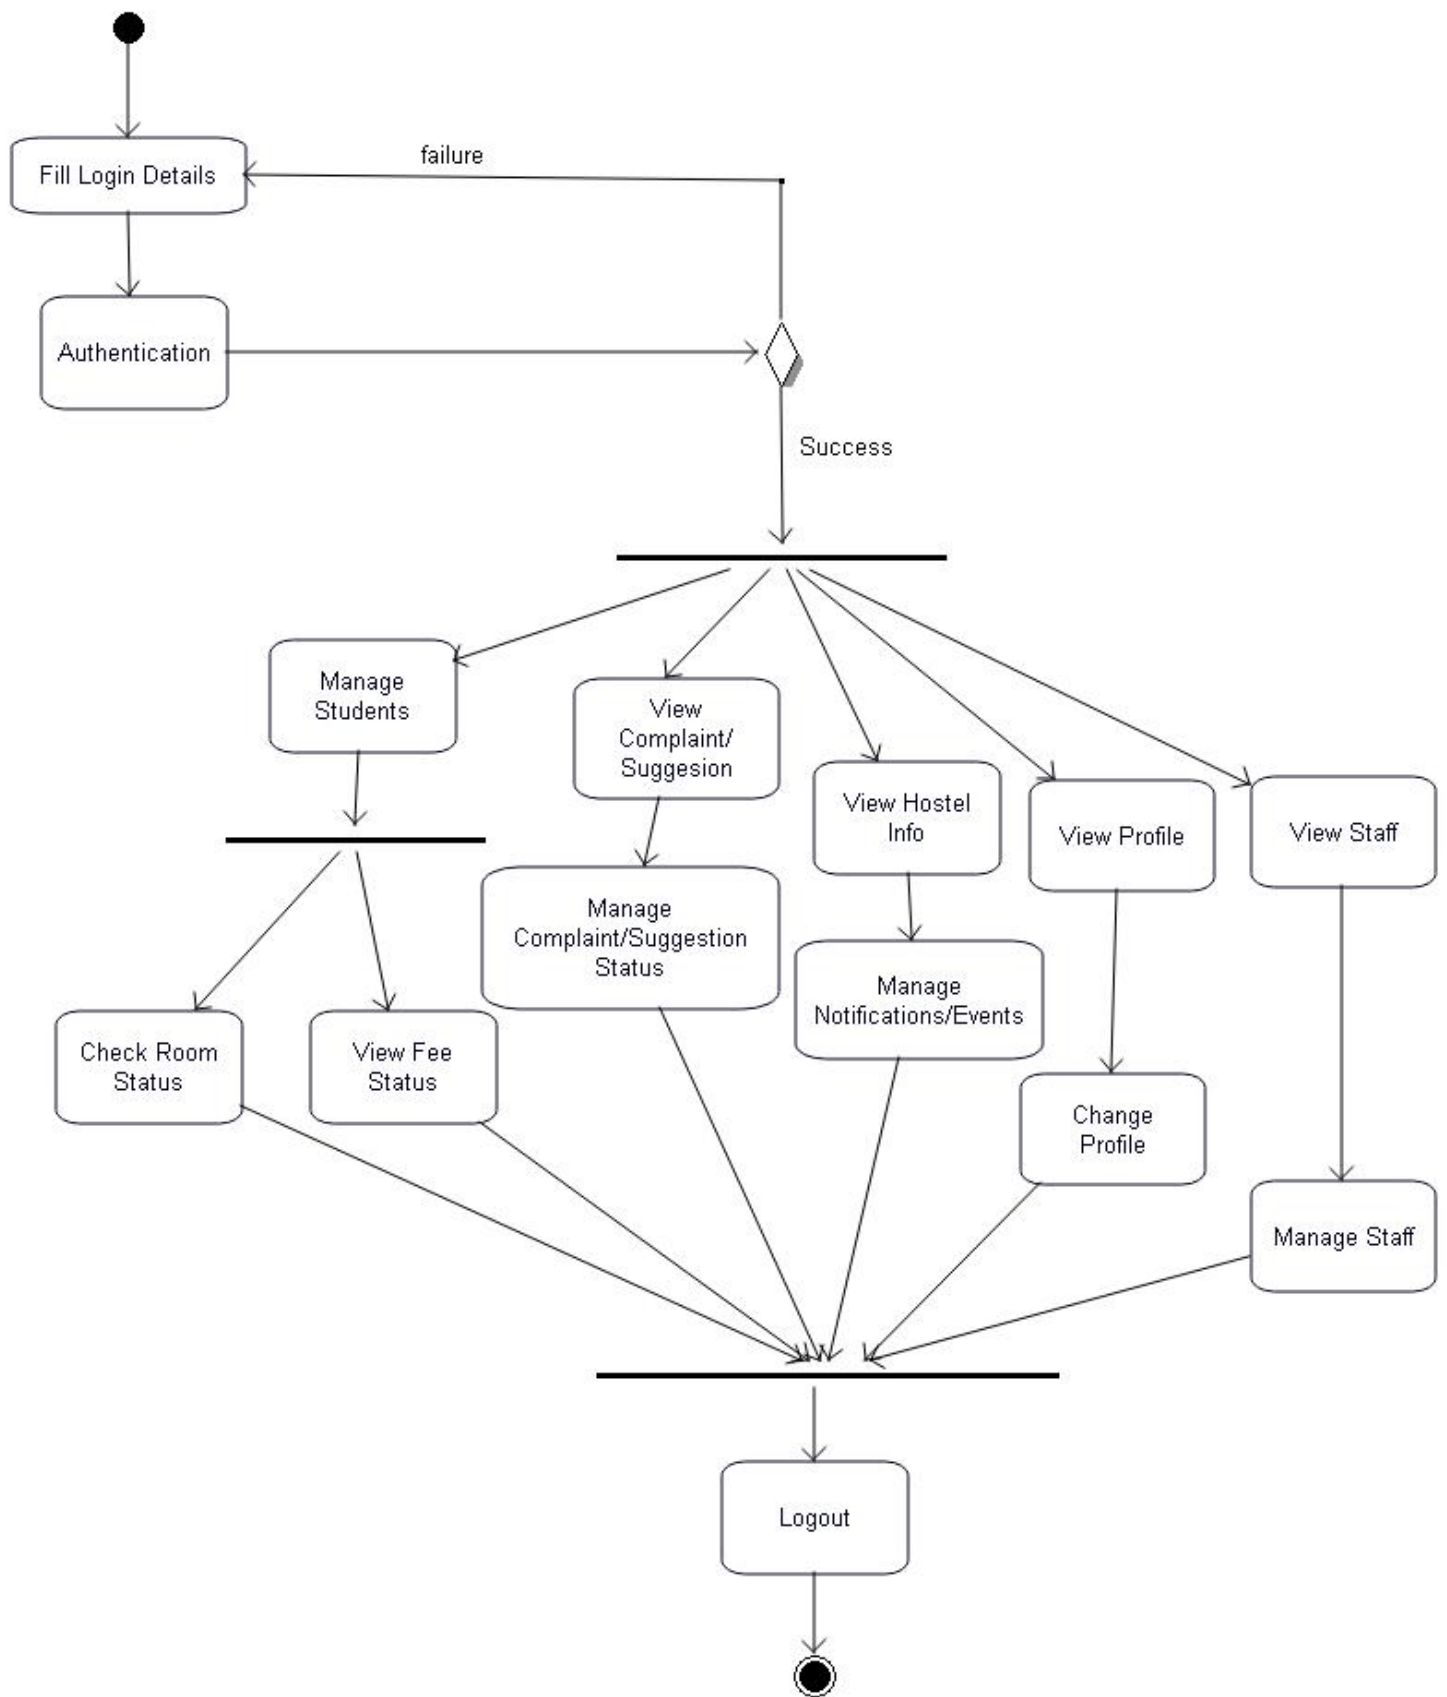 failure
Fill Login Details
Authentication
Success
Manage
Students
View
Complaint/
Suggesion
View Hostel
Info
View Profile
View Staff
Manage
Complaint/Suggestion
Status
Manage
Notifications/Events
Check Room
Status
View Fee
Status
Change
Profile
Manage Staff
Logout